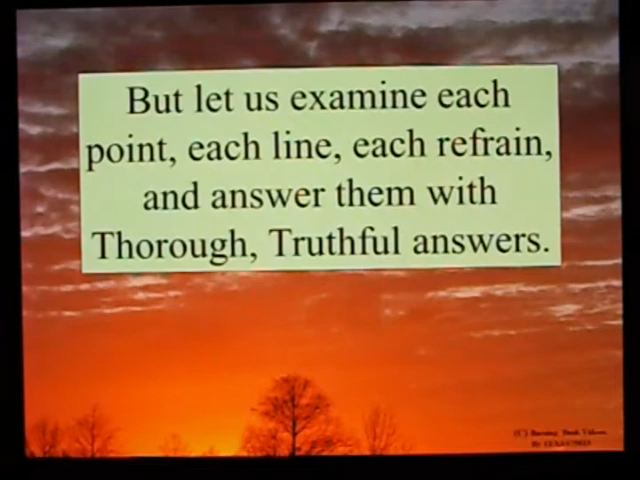 But let us examine each
point, each line, each refrain,
and answer them with
Thorough, Truthful answers.